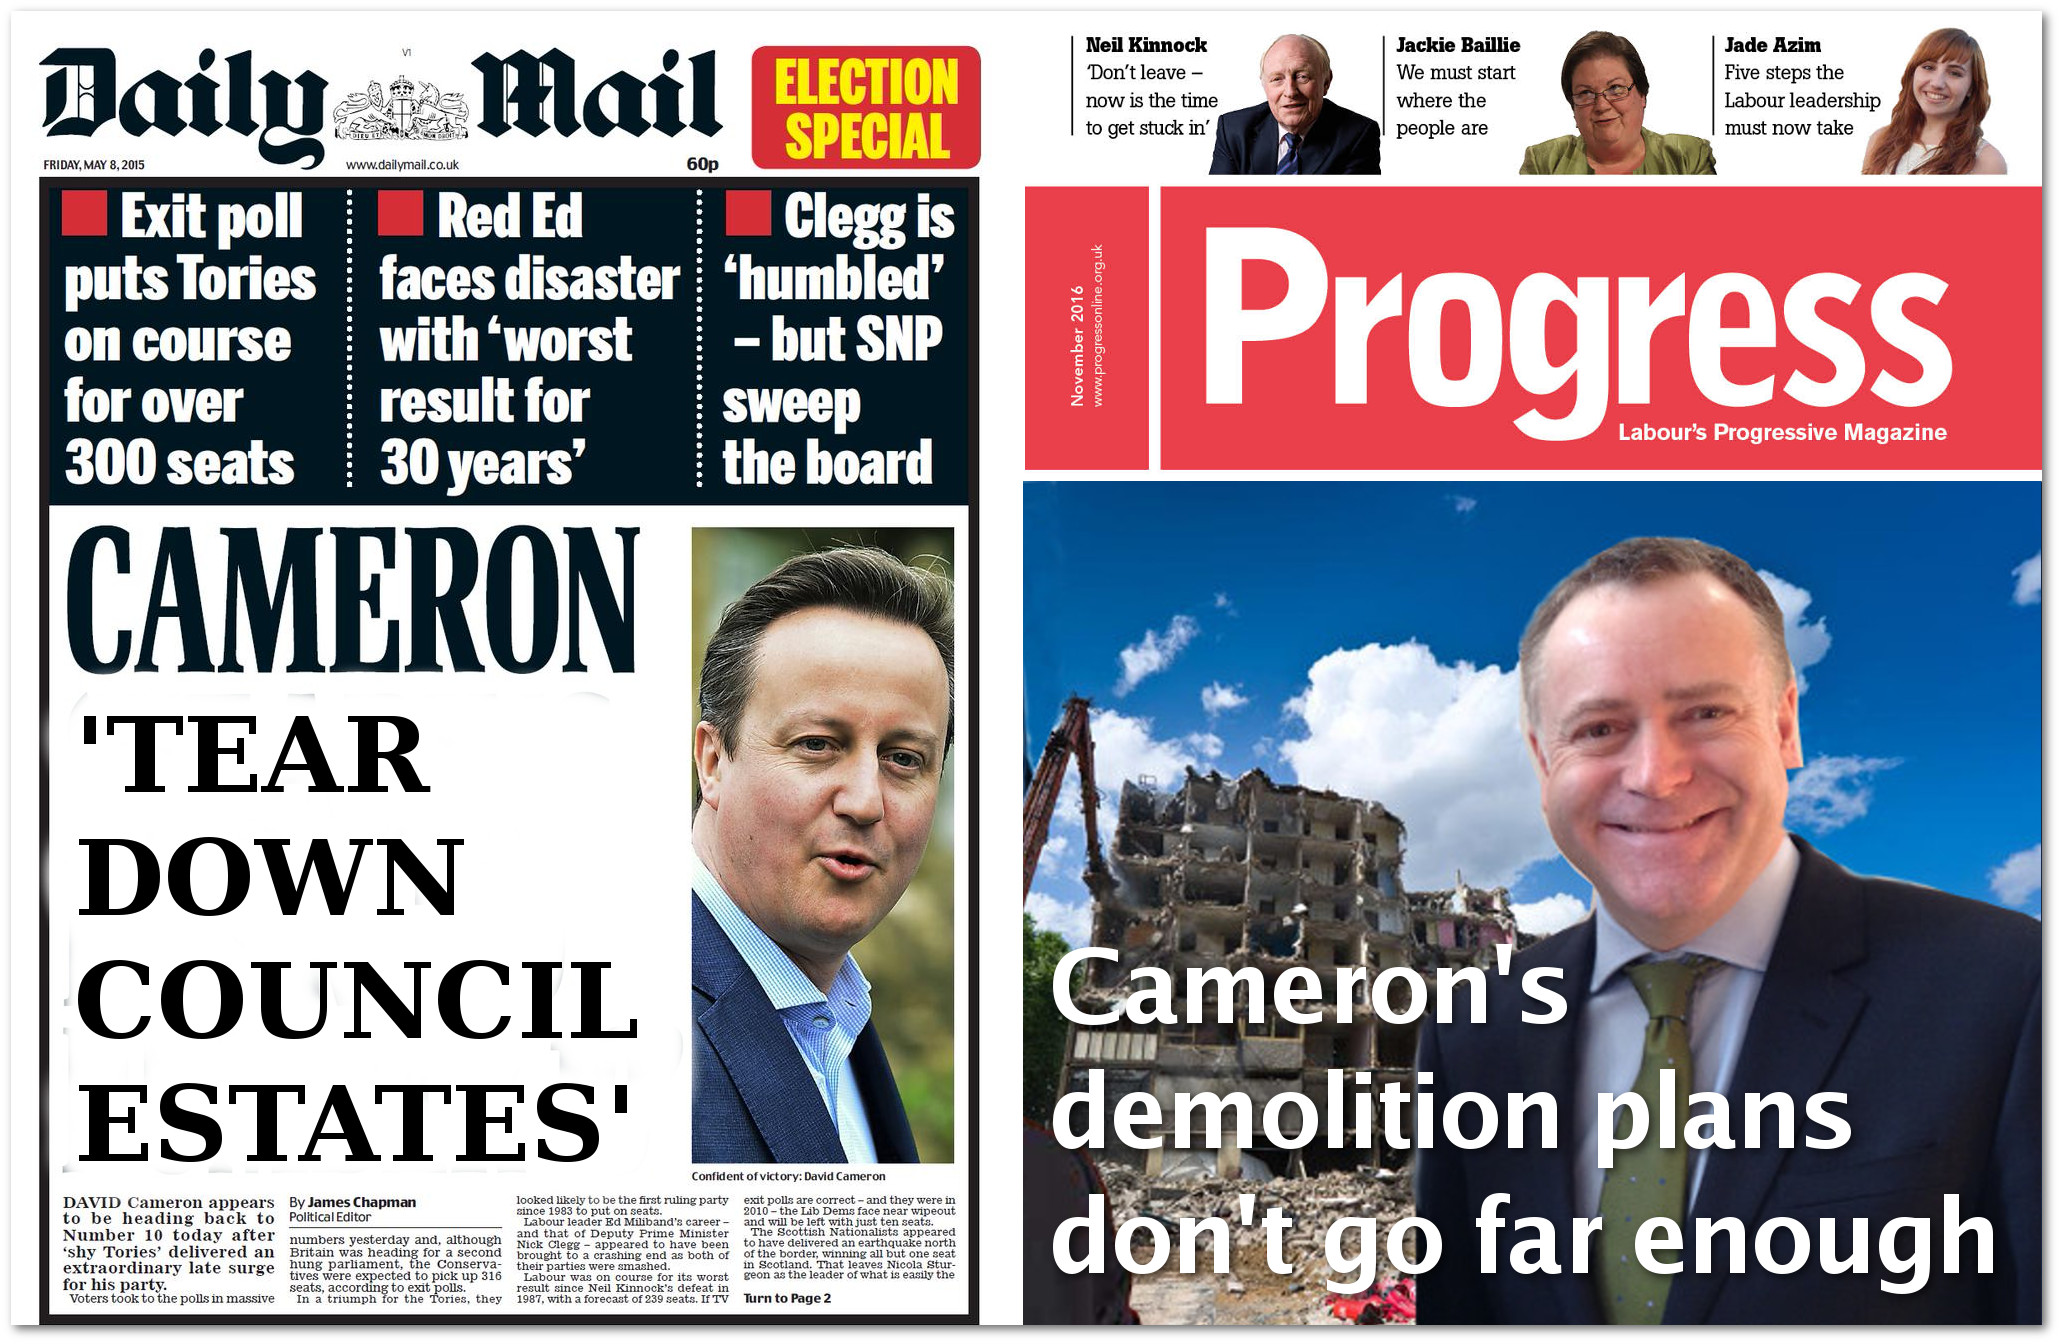 Daily Mail
V1
DIEU ET MON DROIT
ELECTION
SPECIAL
FRIDAY, MAY 8, 2015
www.dailymail.co.uk
60p
Exit poll
puts Tories
on course
for over
300 seats
Red Ed
faces disaster
with ‘worst
result for
30 years’
Clegg is
‘humbled’
– but SNP
sweep
the board
CAMERON
'TEAR
DOWN
COUNCIL
ESTATES'
Confident of victory: David Cameron
DAVID Cameron appears
to be heading back to
Number 10 today after
‘shy Tories’ delivered an
extraordinary late surge
for his party.
Voters took to the polls in massive
By James Chapman
Political Editor
numbers yesterday and, although
Britain was heading for a second
hung parliament, the Conserva-
tives were expected to pick up 316
seats, according to exit polls.
In a triumph for the Tories, they
looked likely to be the first ruling party
since 1983 to put on seats.
Labour leader Ed Miliband’s career –
and that of Deputy Prime Minister
Nick Clegg – appeared to have been
brought to a crashing end as both of
their parties were smashed.
Labour was on course for its worst
result since Neil Kinnock’s defeat in
1987, with a forecast of 239 seats. If TV
exit polls are correct – and they were in
2010 – the Lib Dems face near wipeout
and will be left with just ten seats.
The Scottish Nationalists appeared
to have delivered an earthquake north
of the border, winning all but one seat
in Scotland. That leaves Nicola Stur-
geon as the leader of what is easily the
Turn to Page 2
Neil Kinnock
‘Don’t leave –
now is the time
to get stuck in’
Jackie Baillie
We must start
where the
people are
Jade Azim
Five steps the
Labour leadership
must now take
November 2016
www.progressonline.org.uk
Progress
Labour’s Progressive Magazine
Cameron's
demolition plans
don't go far enough